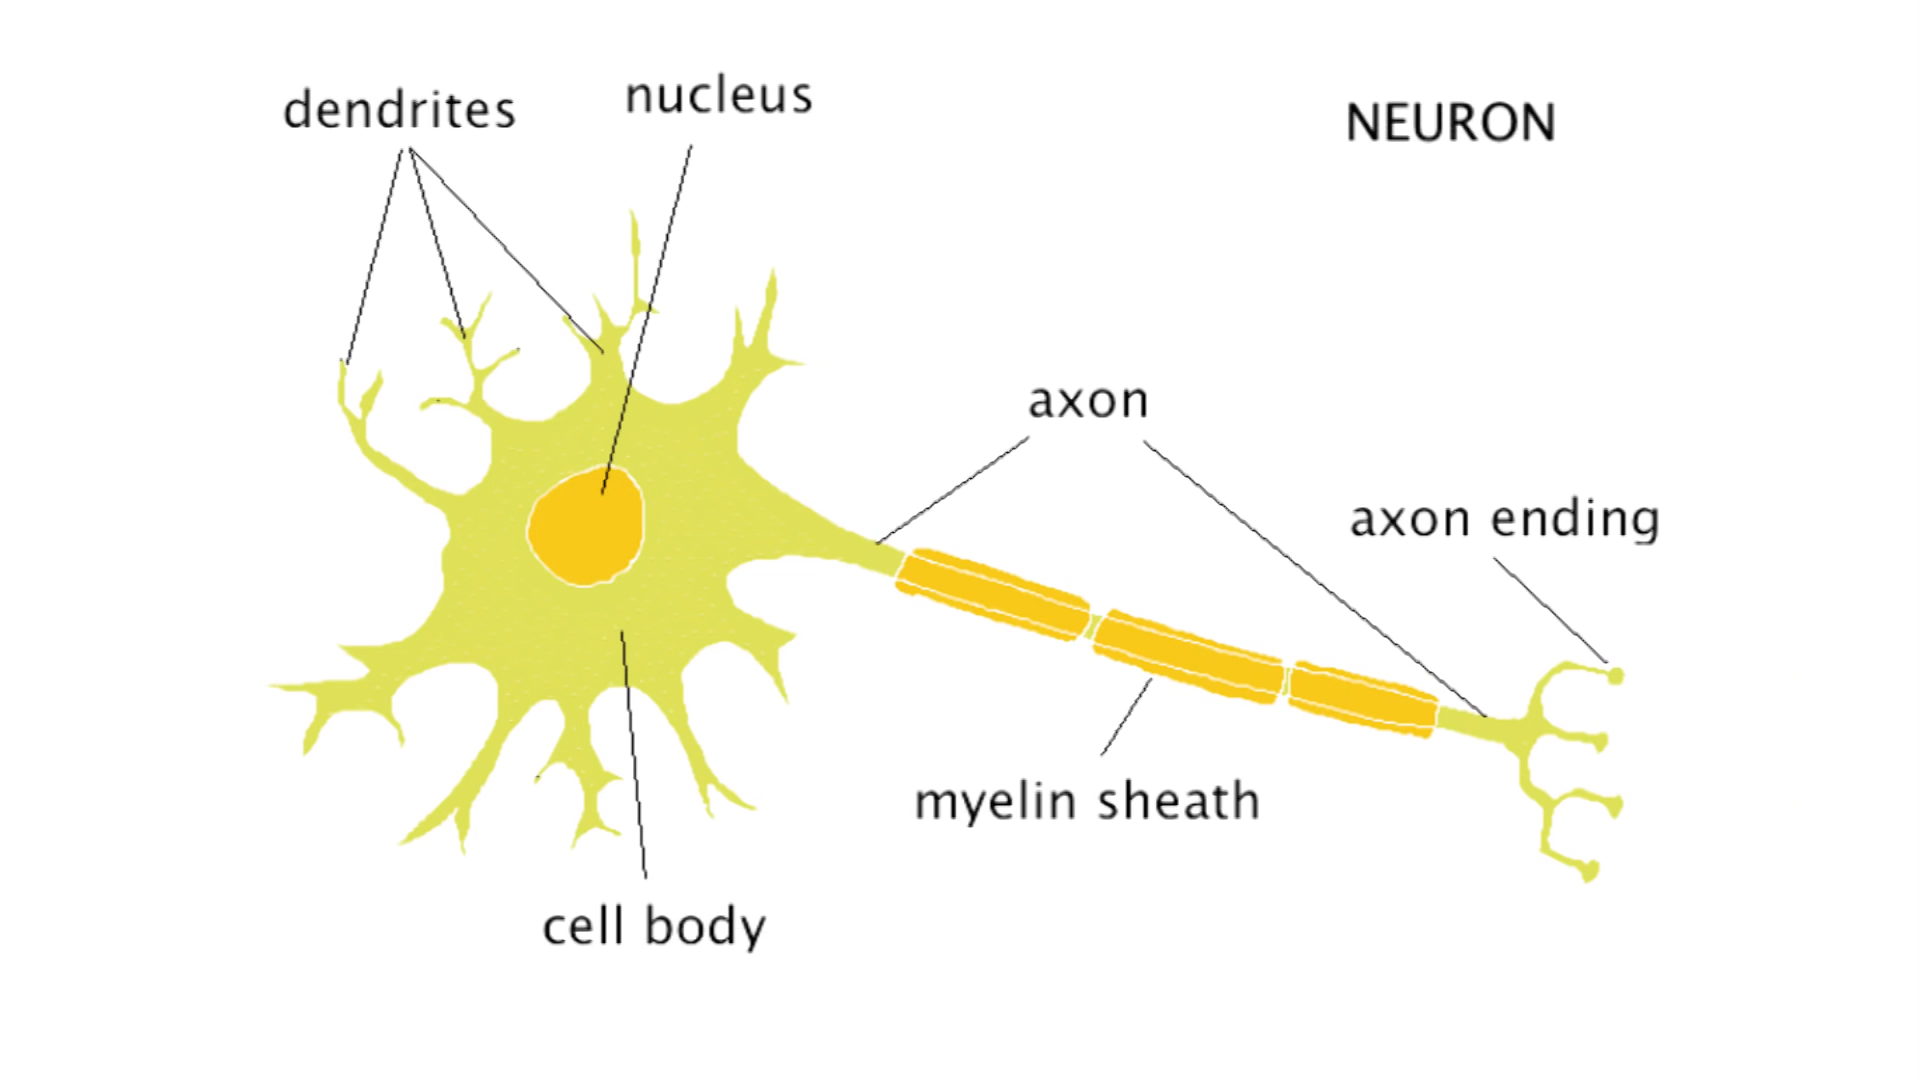 dendrites
nucleus
NEURON
axon
axon ending
myelin sheath
cell body